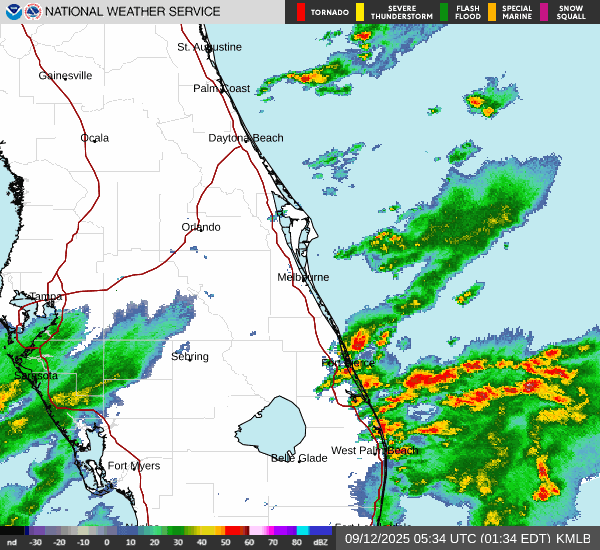 NATIONAL WEATHER SERVICE
TORNADO
SEVERE THUNDERSTORM
FLASH FLOOD
SPECIAL MARINE
SNOW SQUALL
St. Augustine
Gainesville
Palm Coast
Ocala
Daytona Beach
Orlando
Melbourne
Tampa
Sebring
Fort Pierce
Sarasota
West Palm Beach
Belle Glade
Fort Myers
nd -30 -20 -10 0 10 20 30 40 50 60 70 80 dBZ
09/12/2025 05:34 UTC (01:34 EDT) KMLB